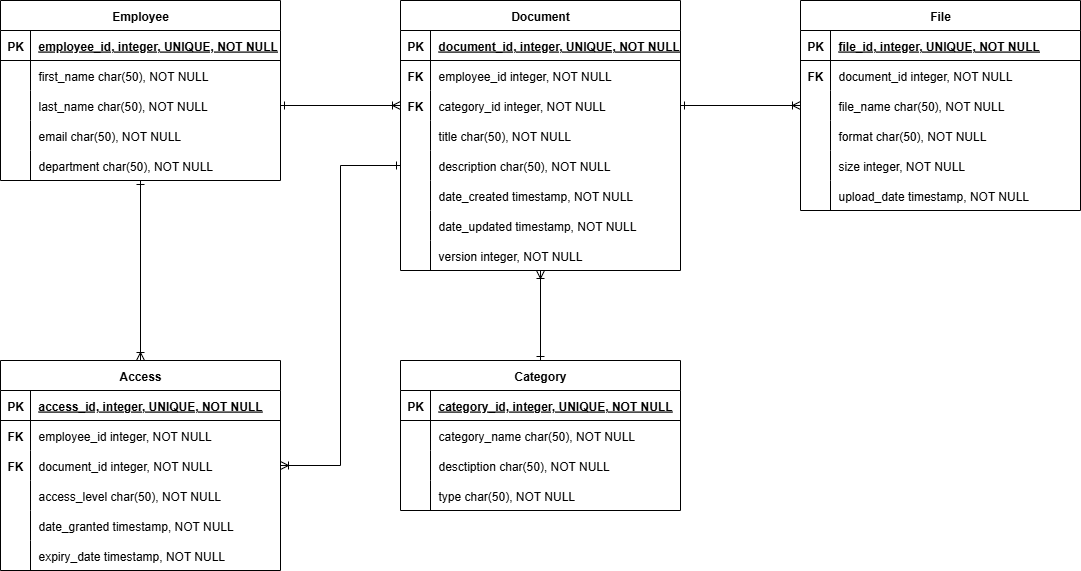 Employee
PK employee_id, integer, UNIQUE, NOT NULL
first_name char(50), NOT NULL
last_name char(50), NOT NULL
email char(50), NOT NULL
department char(50), NOT NULL
Document
PK document_id, integer, UNIQUE, NOT NULL
FK employee_id integer, NOT NULL
FK category_id integer, NOT NULL
title char(50), NOT NULL
description char(50), NOT NULL
date_created timestamp, NOT NULL
date_updated timestamp, NOT NULL
version integer, NOT NULL
File
PK file_id, integer, UNIQUE, NOT NULL
FK document_id integer, NOT NULL
file_name char(50), NOT NULL
format char(50), NOT NULL
size integer, NOT NULL
upload_date timestamp, NOT NULL
Access
PK access_id, integer, UNIQUE, NOT NULL
FK employee_id integer, NOT NULL
FK document_id integer, NOT NULL
access_level char(50), NOT NULL
date_granted timestamp, NOT NULL
expiry_date timestamp, NOT NULL
Category
PK category_id, integer, UNIQUE, NOT NULL
category_name char(50), NOT NULL
desctiption char(50), NOT NULL
type char(50), NOT NULL